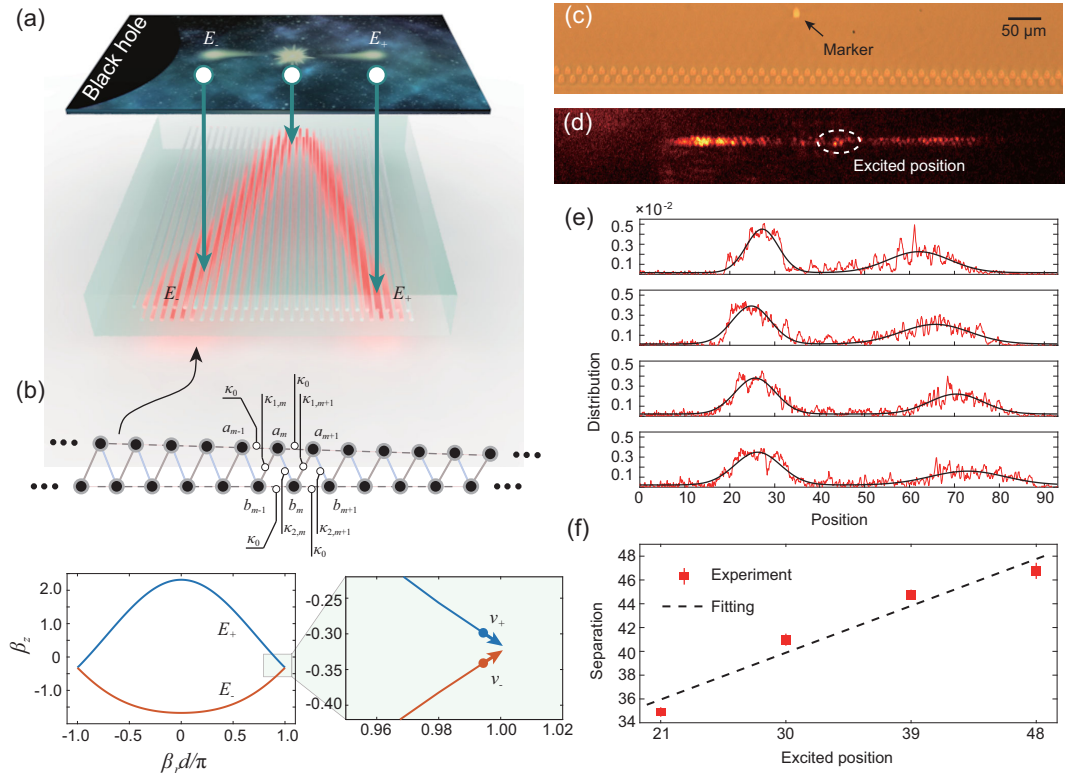 (a)
Black hole
E-
E+
E-
E+
(b)
κ0
κ1,m
κ0
κ1,m+1
am-1
am
am+1
•••
•••
•••
•••
bm-1
bm
bm+1
κ0
κ2,m
κ0
κ2,m+1
2.0
1.0
0
-1.0
βz
E+
E-
-1.0
-0.5
0
0.5
1.0
βrd/π
-0.25
-0.30
-0.35
-0.40
v+
v-
0.96
0.98
1.00
1.02
(c)
Marker
50 μm
(d)
Excited position
(e)
×10-2
0.5
0.3
0.1
0.5
0.3
0.1
0.5
0.3
0.1
0.5
0.3
0.1
Distribution
0 10 20 30 40 50 60 70 80 90
Position
(f)
48
46
44
42
40
38
36
34
Separation
Experiment
Fitting
21 30 39 48
Excited position